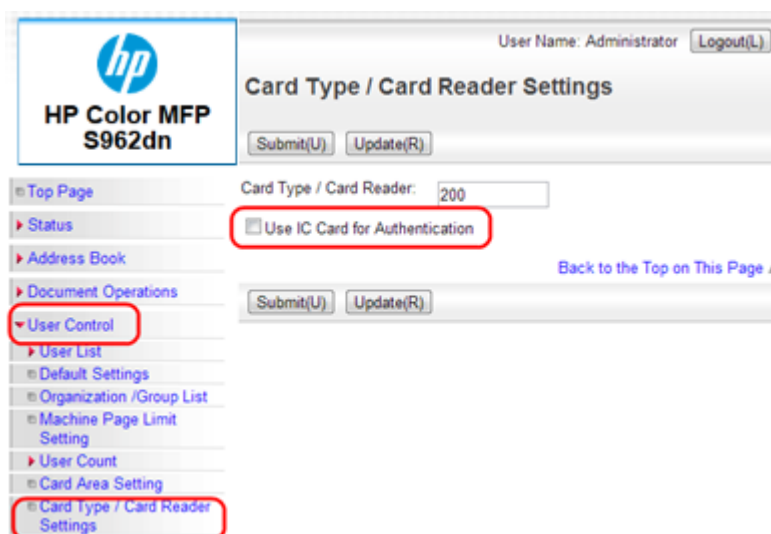 hp
HP Color MFP
S962dn
User Name: Administrator Logout(L)
Card Type / Card Reader Settings
Submit(U) Update(R)
Top Page
Status
Address Book
Document Operations
User Control
User List
Default Settings
Organization /Group List
Machine Page Limit
Setting
User Count
Card Area Setting
Card Type / Card Reader
Settings
Card Type / Card Reader: 200
Use IC Card for Authentication
Back to the Top on This Page
Submit(U) Update(R)